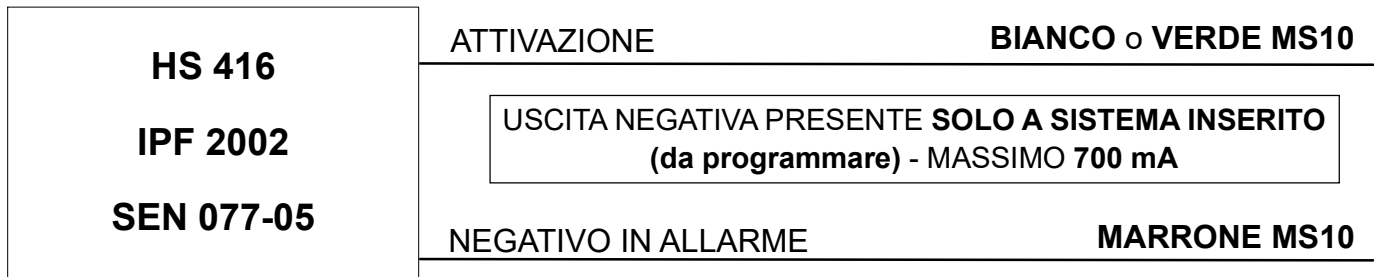 HS 416
IPF 2002
SEN 077-05
ATTIVAZIONE BIANCO o VERDE MS10
USCITA NEGATIVA PRESENTE SOLO A SISTEMA INSERITO
(da programmare) - MASSIMO 700 mA
NEGATIVO IN ALLARME MARRONE MS10